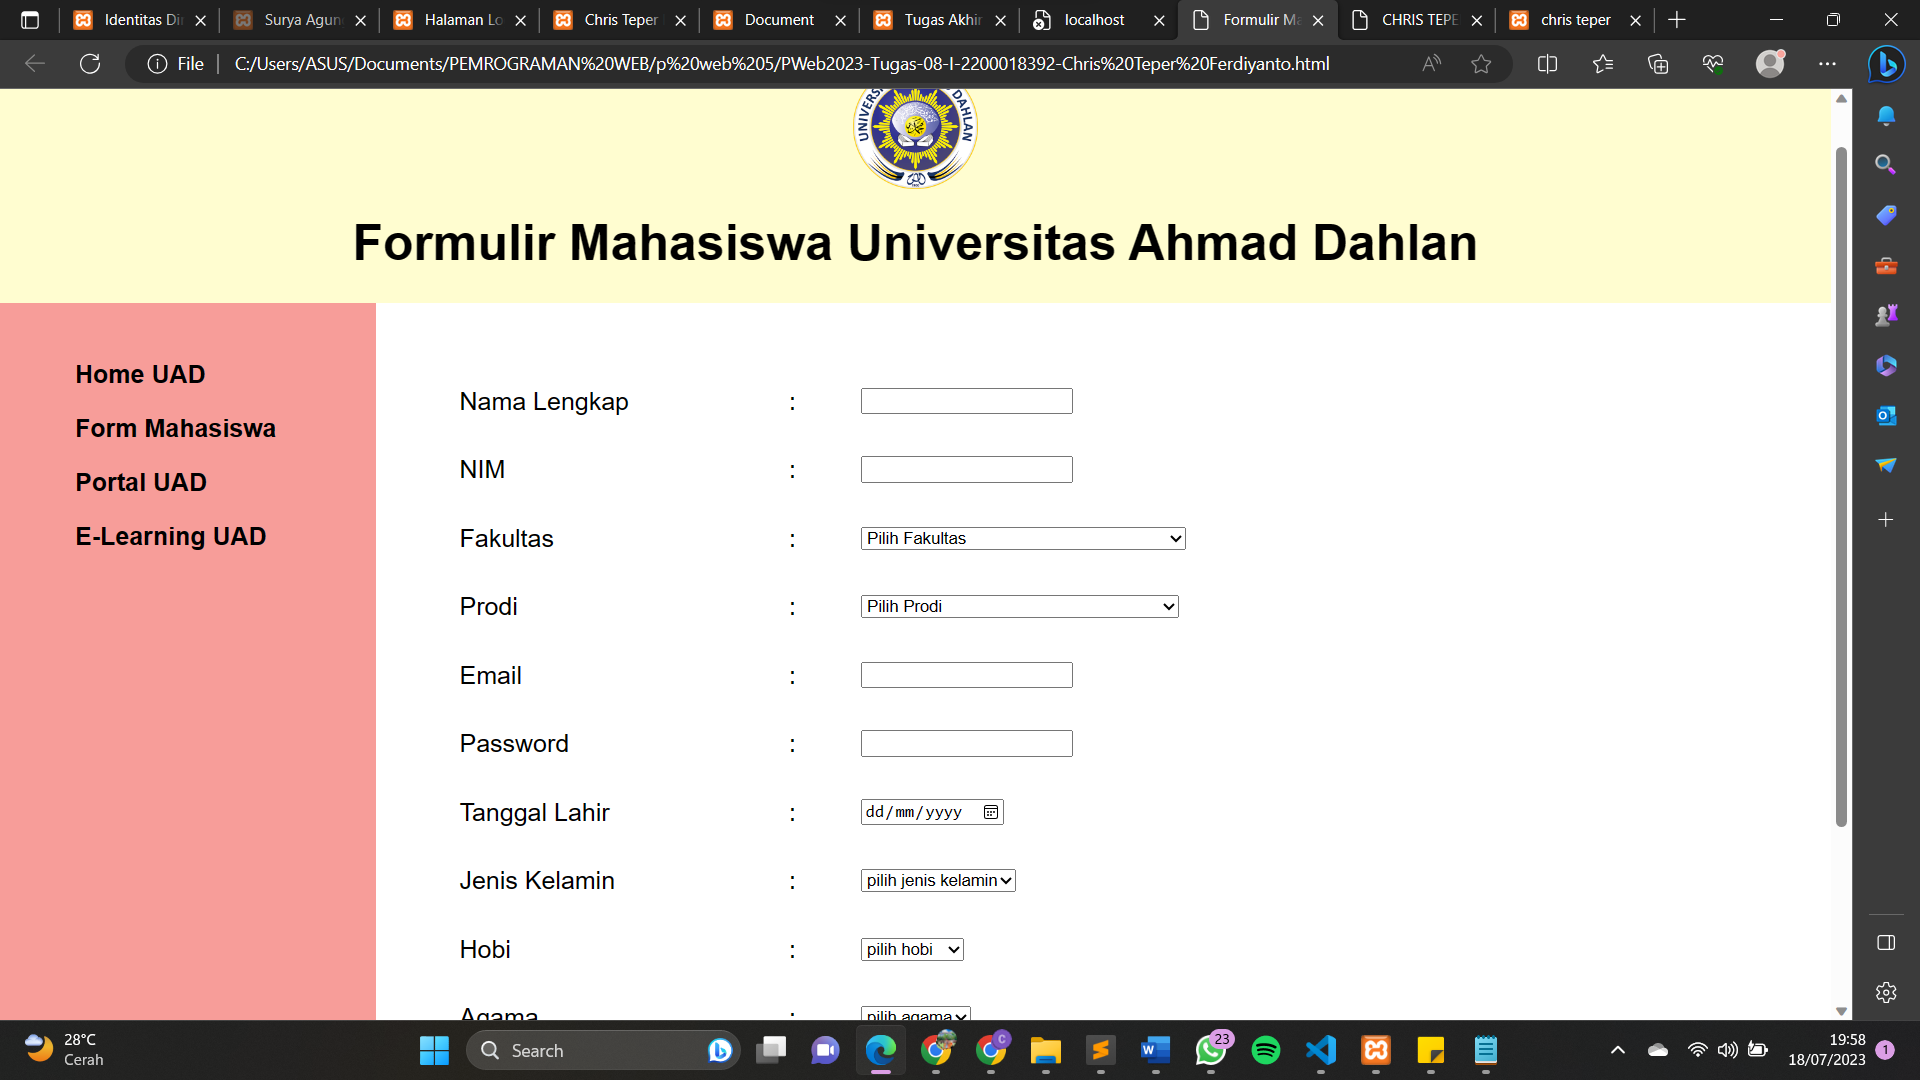 Identitas Di
Surya Agun
Halaman Lo
Chris Teper
Document
Tugas Akhir
localhost
Formulir Ma
CHRIS TEPE
chris teper
File
C:/Users/ASUS/Documents/PEMROGRAMAN%20WEB/p%20web%205/PWeb2023-Tugas-08-I-2200018392-Chris%20Teper%20Ferdiyanto.html
Formulir Mahasiswa Universitas Ahmad Dahlan
Home UAD
Form Mahasiswa
Portal UAD
E-Learning UAD
Nama Lengkap :
NIM :
Fakultas : Pilih Fakultas
Prodi : Pilih Prodi
Email :
Password :
Tanggal Lahir : dd/mm/yyyy
Jenis Kelamin : pilih jenis kelamin
Hobi : pilih hobi
Agama : pilih agama
28°C
Cerah
Search
23
19:58
18/07/2023
1